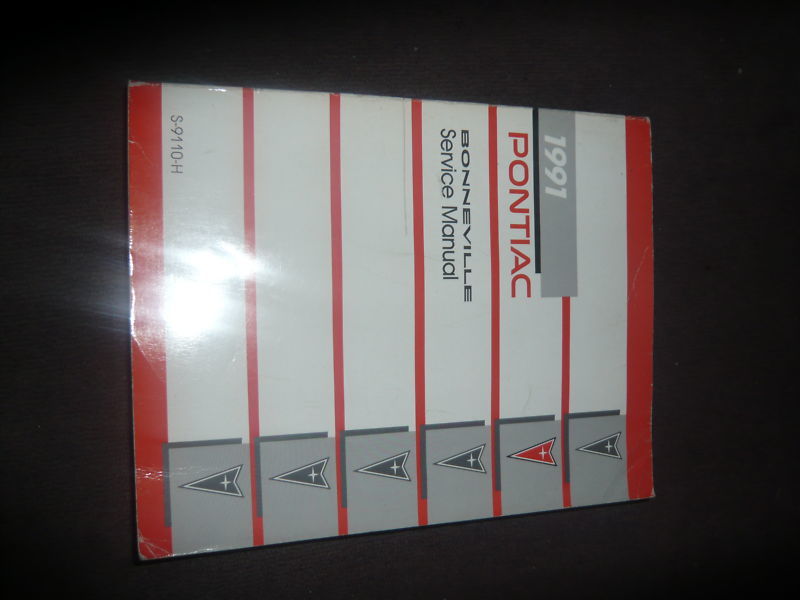 1991
PONTIAC
BONNEVILLE
Service Manual
S-9110-H